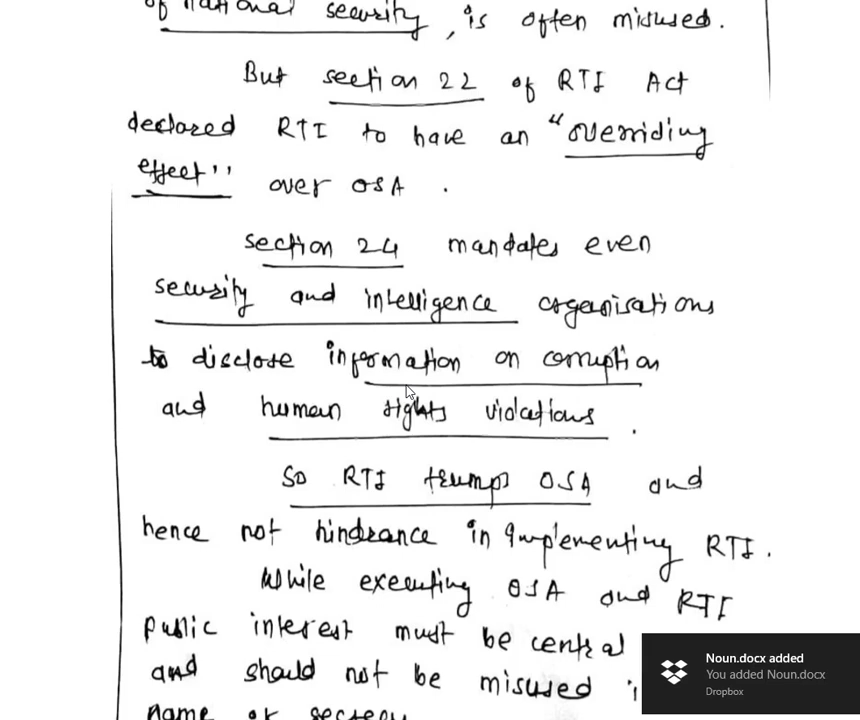 of national security, is often misused.
But section 22 of RTI Act
declared RTI to have an "overriding
effect" over OSA .
section 24 mandates even
security and intelligence organisations
to disclose information on corruption
and human rights violations .
So RTI trumps OSA and
hence not hindrance in implementing RTI .
While executing OSA and RTI
public interest must be central
and should not be misused
name of secrecy
Noun.docx added
You added Noun.docx
Dropbox